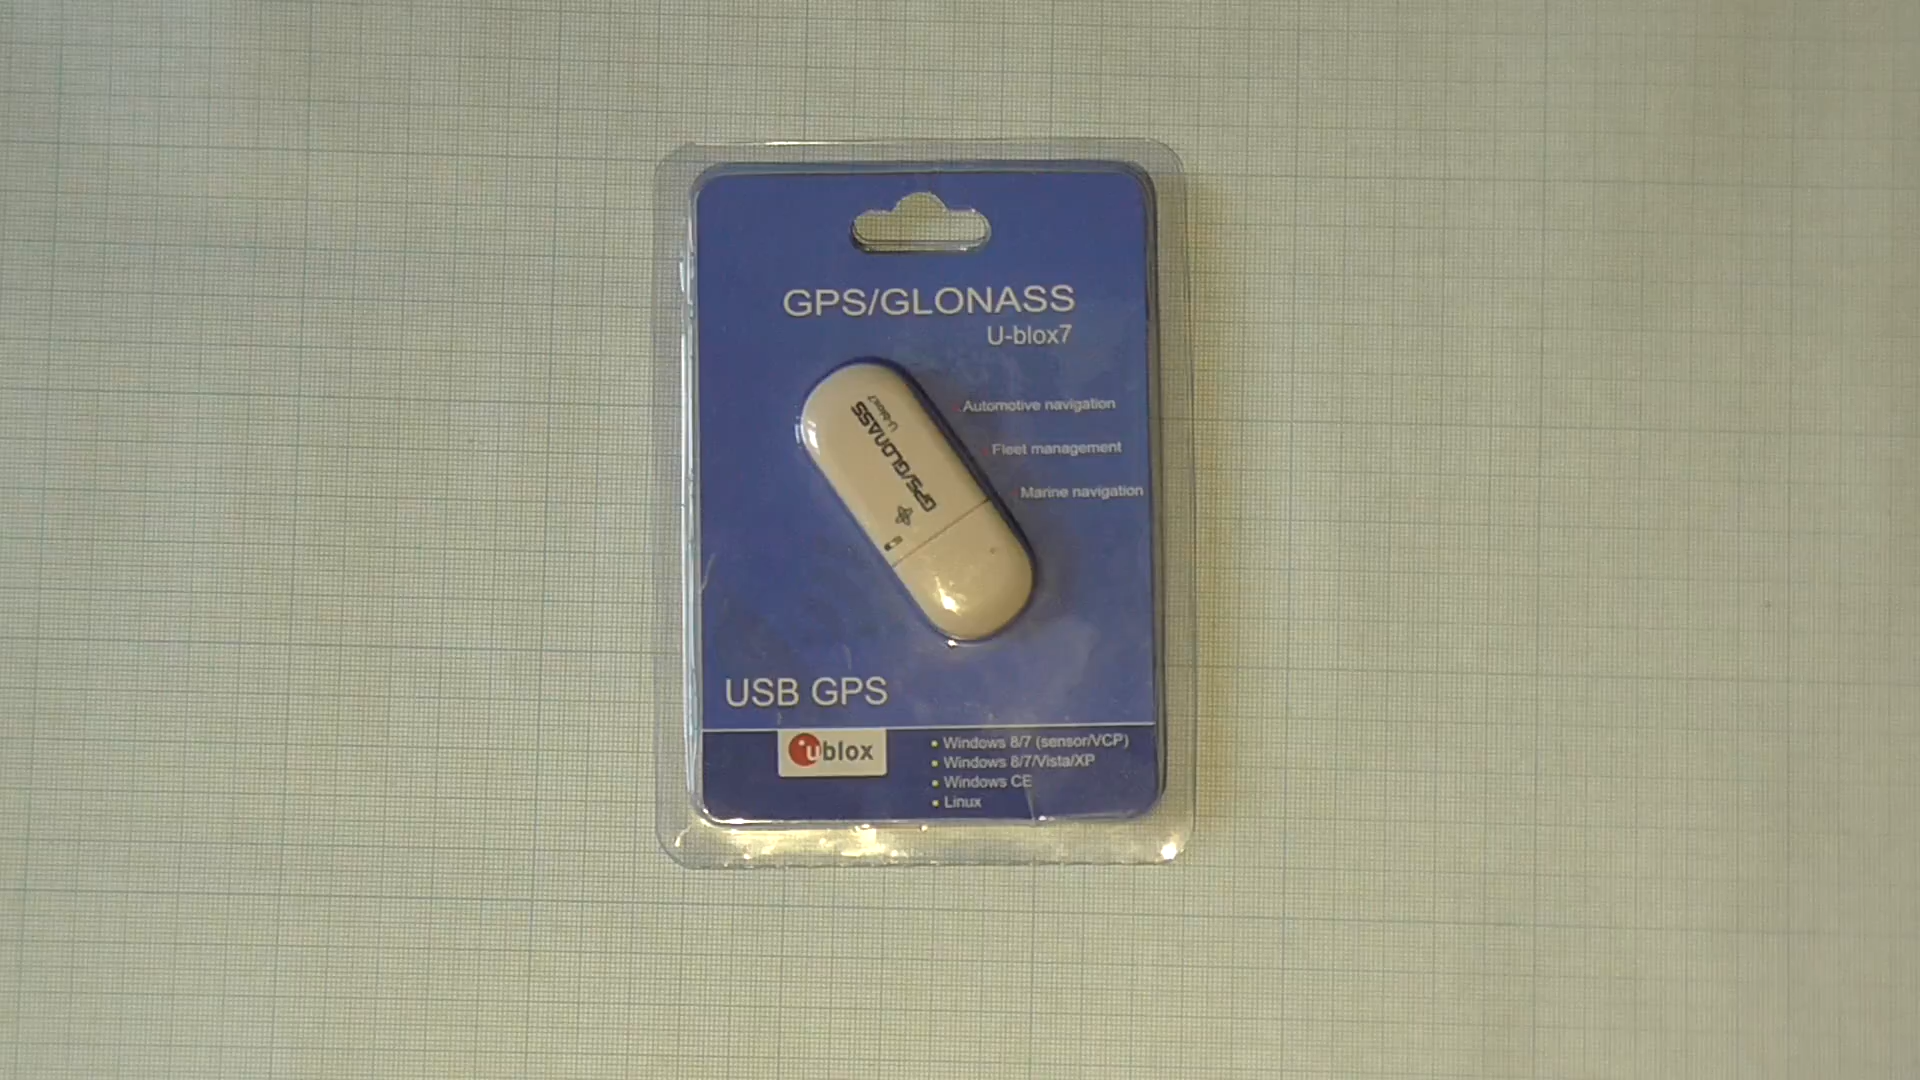 GPS/GLONASS
U-blox7
Automotive navigation
Fleet management
Marine navigation
GPS/GLONASS
U-blox7
USB GPS
ublox
Windows 8/7 (sensor/VCP)
Windows 8/7/Vista/XP
Windows CE
Linux